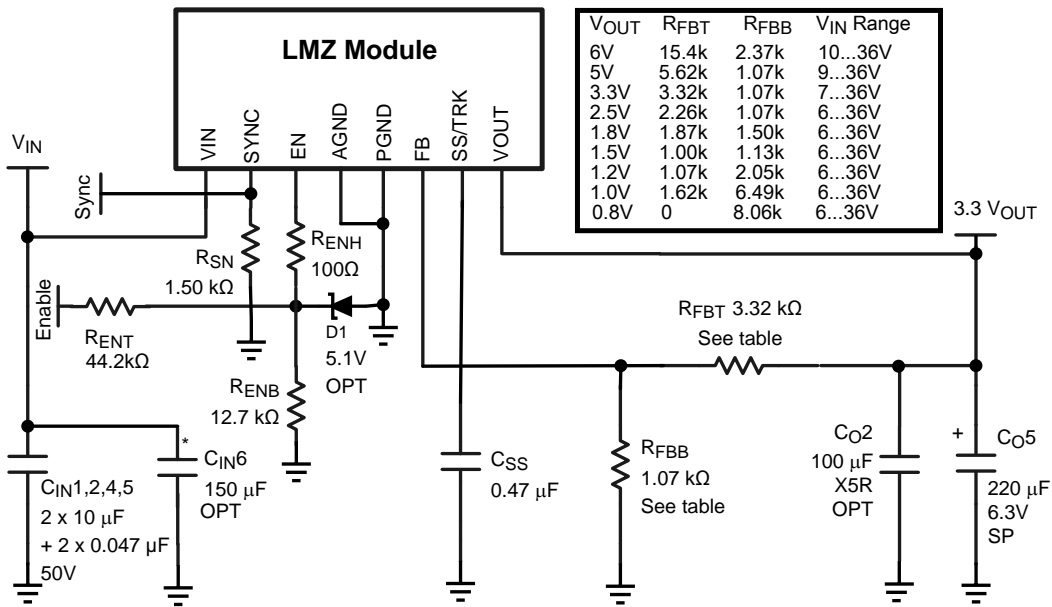 LMZ Module
VIN
SYNC
EN
AGND
PGND
FB
SS/TRK
VOUT
VOUT RFBT RFBB VIN Range
6V 15.4k 2.37k 10...36V
5V 5.62k 1.07k 9...36V
3.3V 3.32k 1.07k 7...36V
2.5V 2.26k 1.07k 6...36V
1.8V 1.87k 1.50k 6...36V
1.5V 1.00k 1.13k 6...36V
1.2V 1.07k 2.05k 6...36V
1.0V 1.62k 6.49k 6...36V
0.8V 0 8.06k 6...36V
VIN
Sync
3.3 VOUT
RSN
1.50 kΩ
RENH
100Ω
Enable
RENT
44.2kΩ
D1
5.1V
OPT
RENB
12.7 kΩ
RFBT 3.32 kΩ
See table
CIN1,2,4,5
2 x 10 μF
+ 2 x 0.047 μF
50V
*
CIN6
150 μF
OPT
CSS
0.47 μF
RFBB
1.07 kΩ
See table
CO2
100 μF
X5R
OPT
+
CO5
220 μF
6.3V
SP